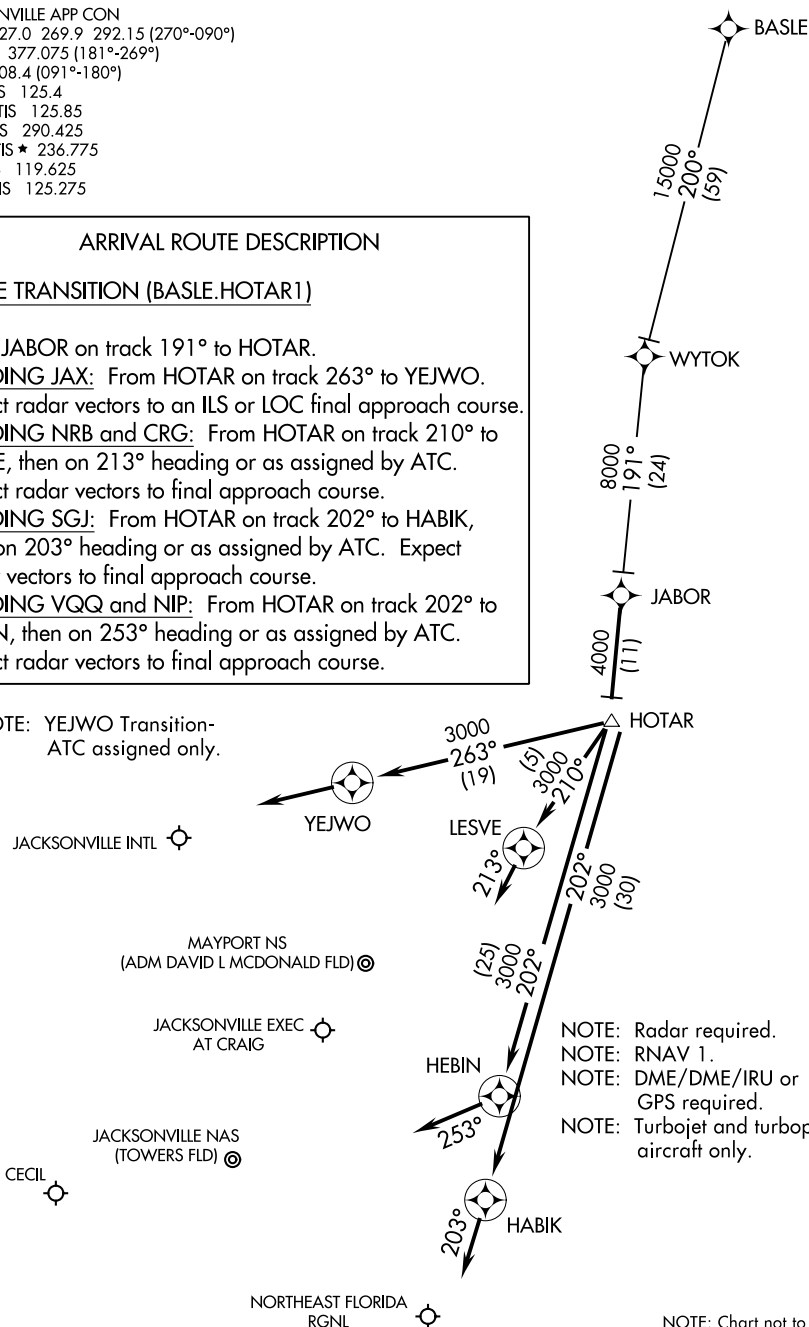 NVILLE APP CON
27.0 269.9 292.15 (270°-090°)
377.075 (181°-269°)
08.4 (091°-180°)
S 125.4
TIS 125.85
S 290.425
TIS ★ 236.775
119.625
IS 125.275
ARRIVAL ROUTE DESCRIPTION
E TRANSITION (BASLE.HOTAR1)
JABOR on track 191° to HOTAR.
DING JAX: From HOTAR on track 263° to YEJWO.
ct radar vectors to an ILS or LOC final approach course.
DING NRB and CRG: From HOTAR on track 210° to
E, then on 213° heading or as assigned by ATC.
ct radar vectors to final approach course.
DING SGJ: From HOTAR on track 202° to HABIK,
on 203° heading or as assigned by ATC. Expect
vectors to final approach course.
DING VQQ and NIP: From HOTAR on track 202° to
N, then on 253° heading or as assigned by ATC.
ct radar vectors to final approach course.
BASLE
15000
200°
(59)
WYTOK
8000
191°
(24)
JABOR
4000
(11)
HOTAR
OTE: YEJWO Transition-
ATC assigned only.
3000
263°
(19)
YEJWO
(5)
3000
210°
LESVE
213°
JACKSONVILLE INTL
202°
3000
(30)
(25)
3000
202°
MAYPORT NS
(ADM DAVID L MCDONALD FLD)
JACKSONVILLE EXEC
AT CRAIG
HEBIN
253°
NOTE: Radar required.
NOTE: RNAV 1.
NOTE: DME/DME/IRU or
GPS required.
NOTE: Turbojet and turbop
aircraft only.
JACKSONVILLE NAS
(TOWERS FLD)
CECIL
HABIK
203°
NORTHEAST FLORIDA
RGNL
NOTE: Chart not to